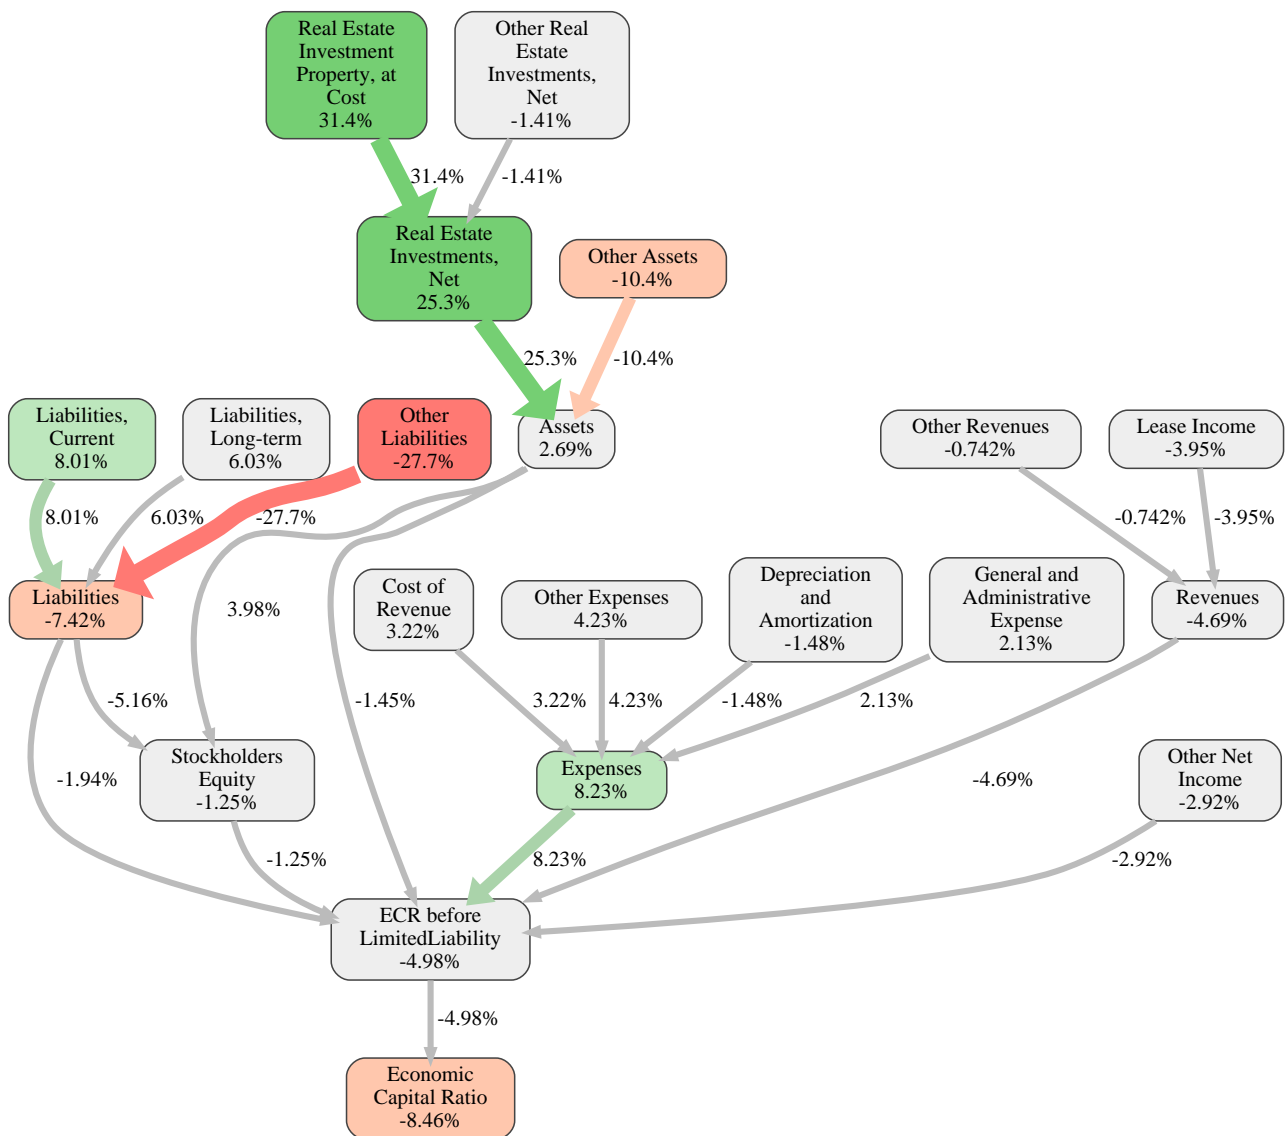 Real Estate
Investment
Property, at
Cost
31.4%
Other Real
Estate
Investments,
Net
-1.41%
31.4%
-1.41%
Real Estate
Investments,
Net
25.3%
Other Assets
-10.4%
25.3%
-10.4%
Liabilities,
Current
8.01%
Liabilities,
Long-term
6.03%
Other
Liabilities
-27.7%
Assets
2.69%
Other Revenues
-0.742%
Lease Income
-3.95%
8.01%
6.03%
-27.7%
-0.742%
-3.95%
Liabilities
-7.42%
3.98%
Cost of
Revenue
3.22%
Other Expenses
4.23%
Depreciation
and
Amortization
-1.48%
General and
Administrative
Expense
2.13%
Revenues
-4.69%
-5.16%
-1.45%
3.22%
4.23%
-1.48%
2.13%
-1.94%
Stockholders
Equity
-1.25%
Expenses
8.23%
-4.69%
Other Net
Income
-2.92%
-1.25%
8.23%
-2.92%
ECR before
LimitedLiability
-4.98%
-4.98%
Economic
Capital Ratio
-8.46%